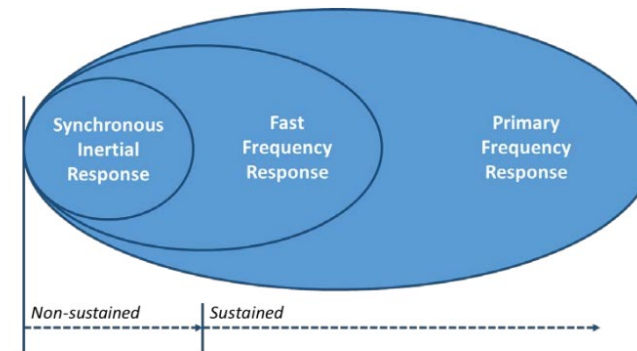 Synchronous
Inertial
Response
Fast
Frequency
Response
Primary
Frequency
Response
Non-sustained
Sustained